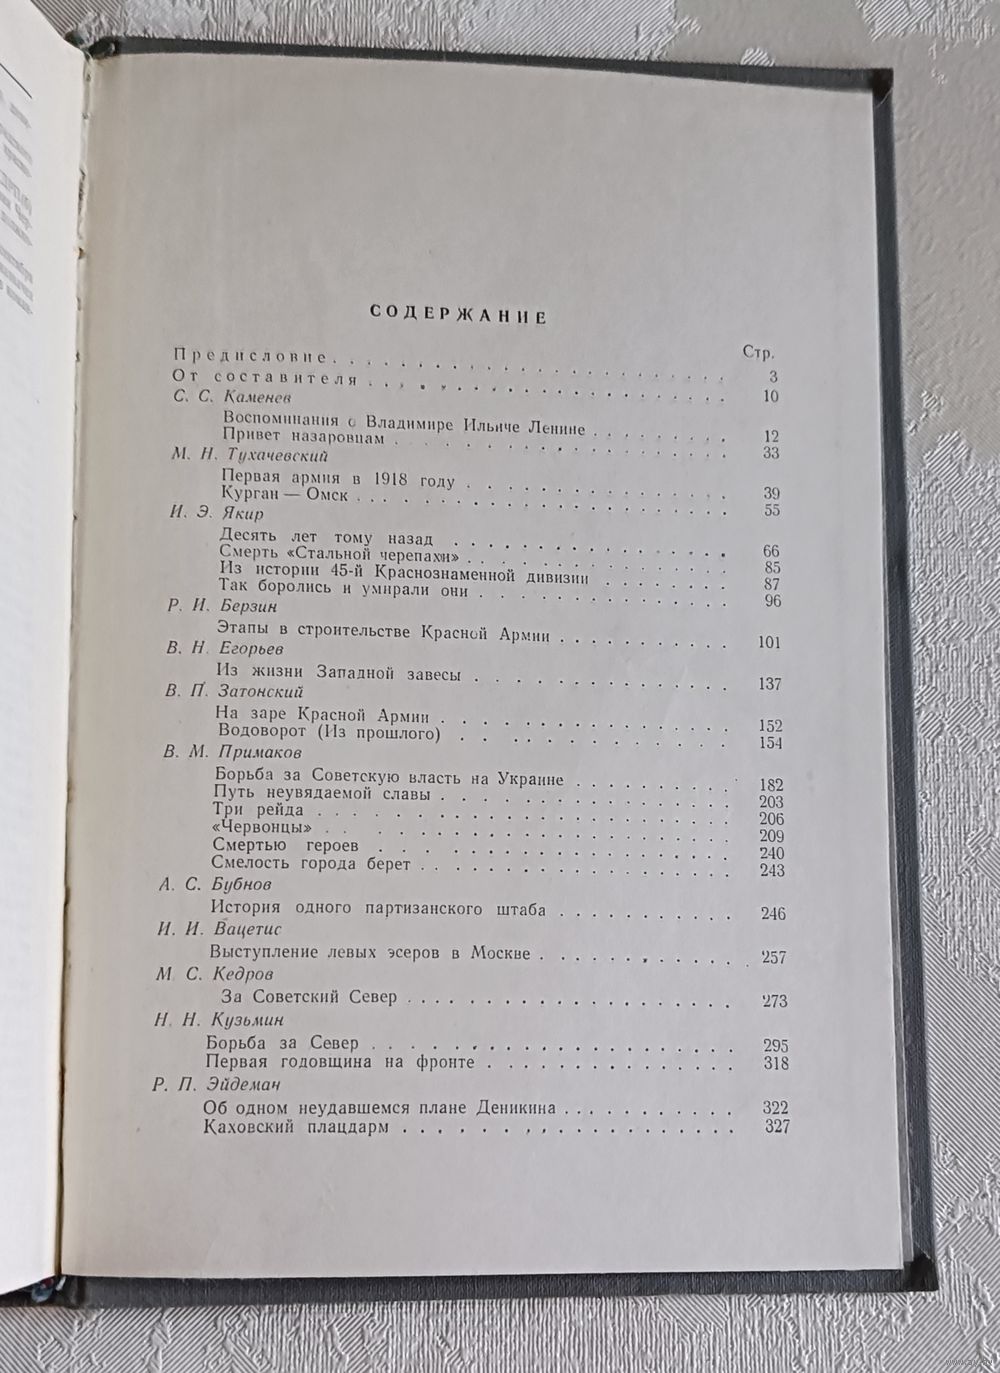 СОДЕРЖАНИЕ
Стр.
Предисловие 3
От составителя 10
С. С. Каменев
Воспоминания о Владимире Ильиче Ленине 12
Привет назаровцам 33
М. Н. Тухачевский
Первая армия в 1918 году 39
Курган — Омск 55
И. Э. Якир
Десять лет тому назад 66
Смерть «Стальной черепахи» 85
Из истории 45-й Краснознаменной дивизии 87
Так боролись и умирали они 96
Р. И. Берзин
Этапы в строительстве Красной Армии 101
В. Н. Егорьев
Из жизни Западной завесы 137
В. П. Затонский
На заре Красной Армии 152
Водоворот (Из прошлого) 154
В. М. Примаков
Борьба за Советскую власть на Украине 182
Путь неувядаемой славы 203
Три рейда 206
«Червонцы» 209
Смертью героев 240
Смелость города берет 243
А. С. Бубнов
История одного партизанского штаба 246
И. И. Вацетис
Выступление левых эсеров в Москве 257
М. С. Кедров
За Советский Север 273
Н. Н. Кузьмин
Борьба за Север 295
Первая годовщина на фронте 318
Р. П. Эйдеман
Об одном неудавшемся плане Деникина 322
Каховский плацдарм 327